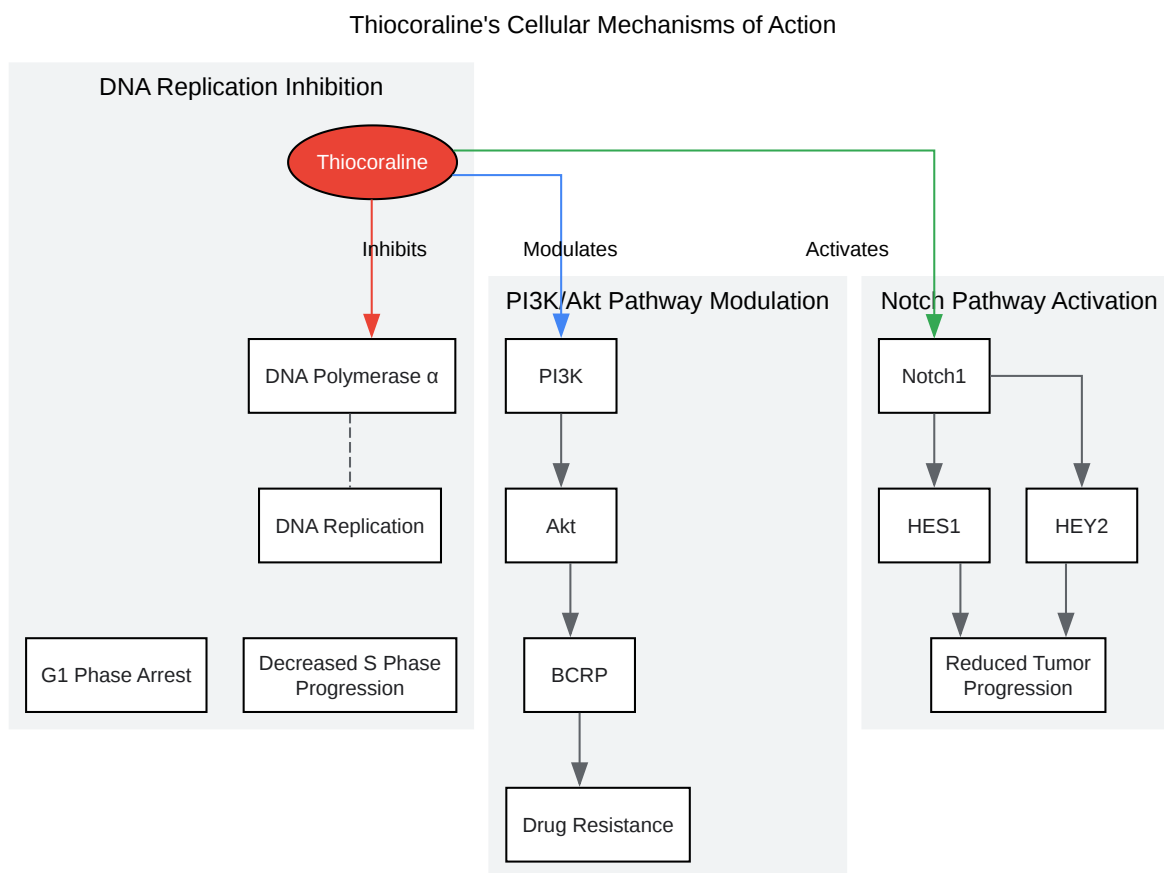 Thiocoraline's Cellular Mechanisms of Action
DNA Replication Inhibition
Thiocoraline
Inhibits
Modulates
Activates
PI3K/Akt Pathway Modulation
Notch Pathway Activation
DNA Polymerase α
PI3K
Notch1
DNA Replication
Akt
HES1
HEY2
G1 Phase Arrest
Decreased S Phase
Progression
BCRP
Reduced Tumor
Progression
Drug Resistance